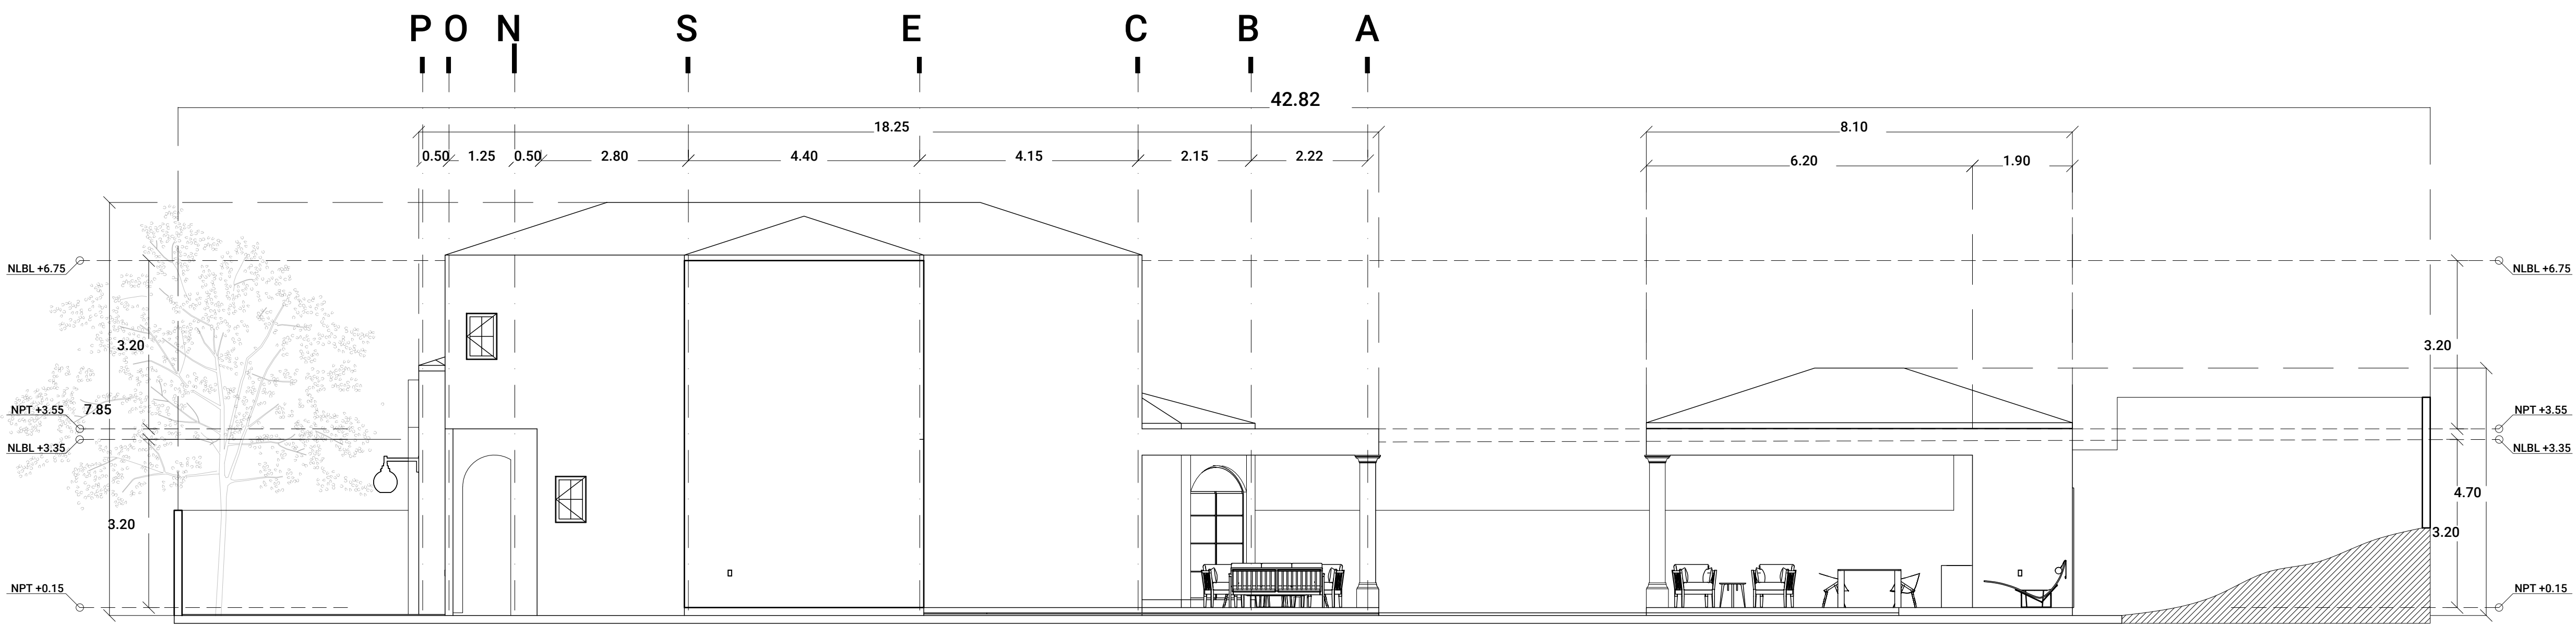 P O N S E C B A
42.82
18.25 8.10
0.50 1.25 0.50 2.80 4.40 4.15 2.15 2.22 6.20 1.90
NLBL +6.75 NLBL +6.75
3.20 3.20
NPT +3.55 7.85 NPT +3.55
NLBL +3.35 NLBL +3.35
4.70
3.20 3.20
NPT +0.15 NPT +0.15